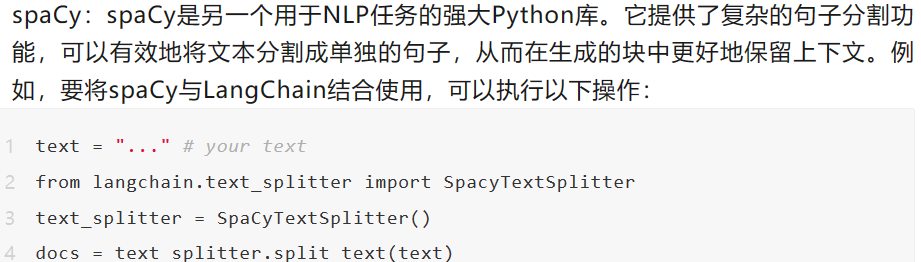 spaCy：spaCy是另一个用于NLP任务的强大Python库。它提供了复杂的句子分割功
能，可以有效地将文本分割成单独的句子，从而在生成的块中更好地保留上下文。例
如，要将spaCy与LangChain结合使用，可以执行以下操作：
1 text = "..." # your text
2 from langchain.text_splitter import SpacyTextSplitter
3 text_splitter = SpaCyTextSplitter()
4 docs = text_splitter.split_text(text)